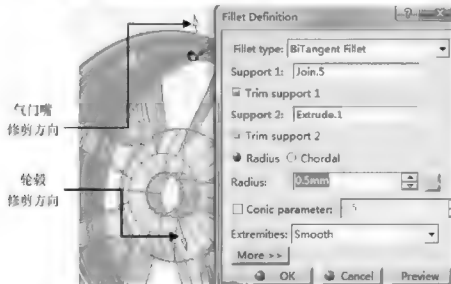 气门嘴
修剪方向
轮毂
修剪方向
Fillet Definition
Fillet type: BiTangent Fillet
Support 1: Join.5
Trim support 1
Support 2: Extrude.1
Trim support 2
Radius Chordal
Radius: 0.5mm
Conic parameter:
Extremities: Smooth
More >>
OK Cancel Preview